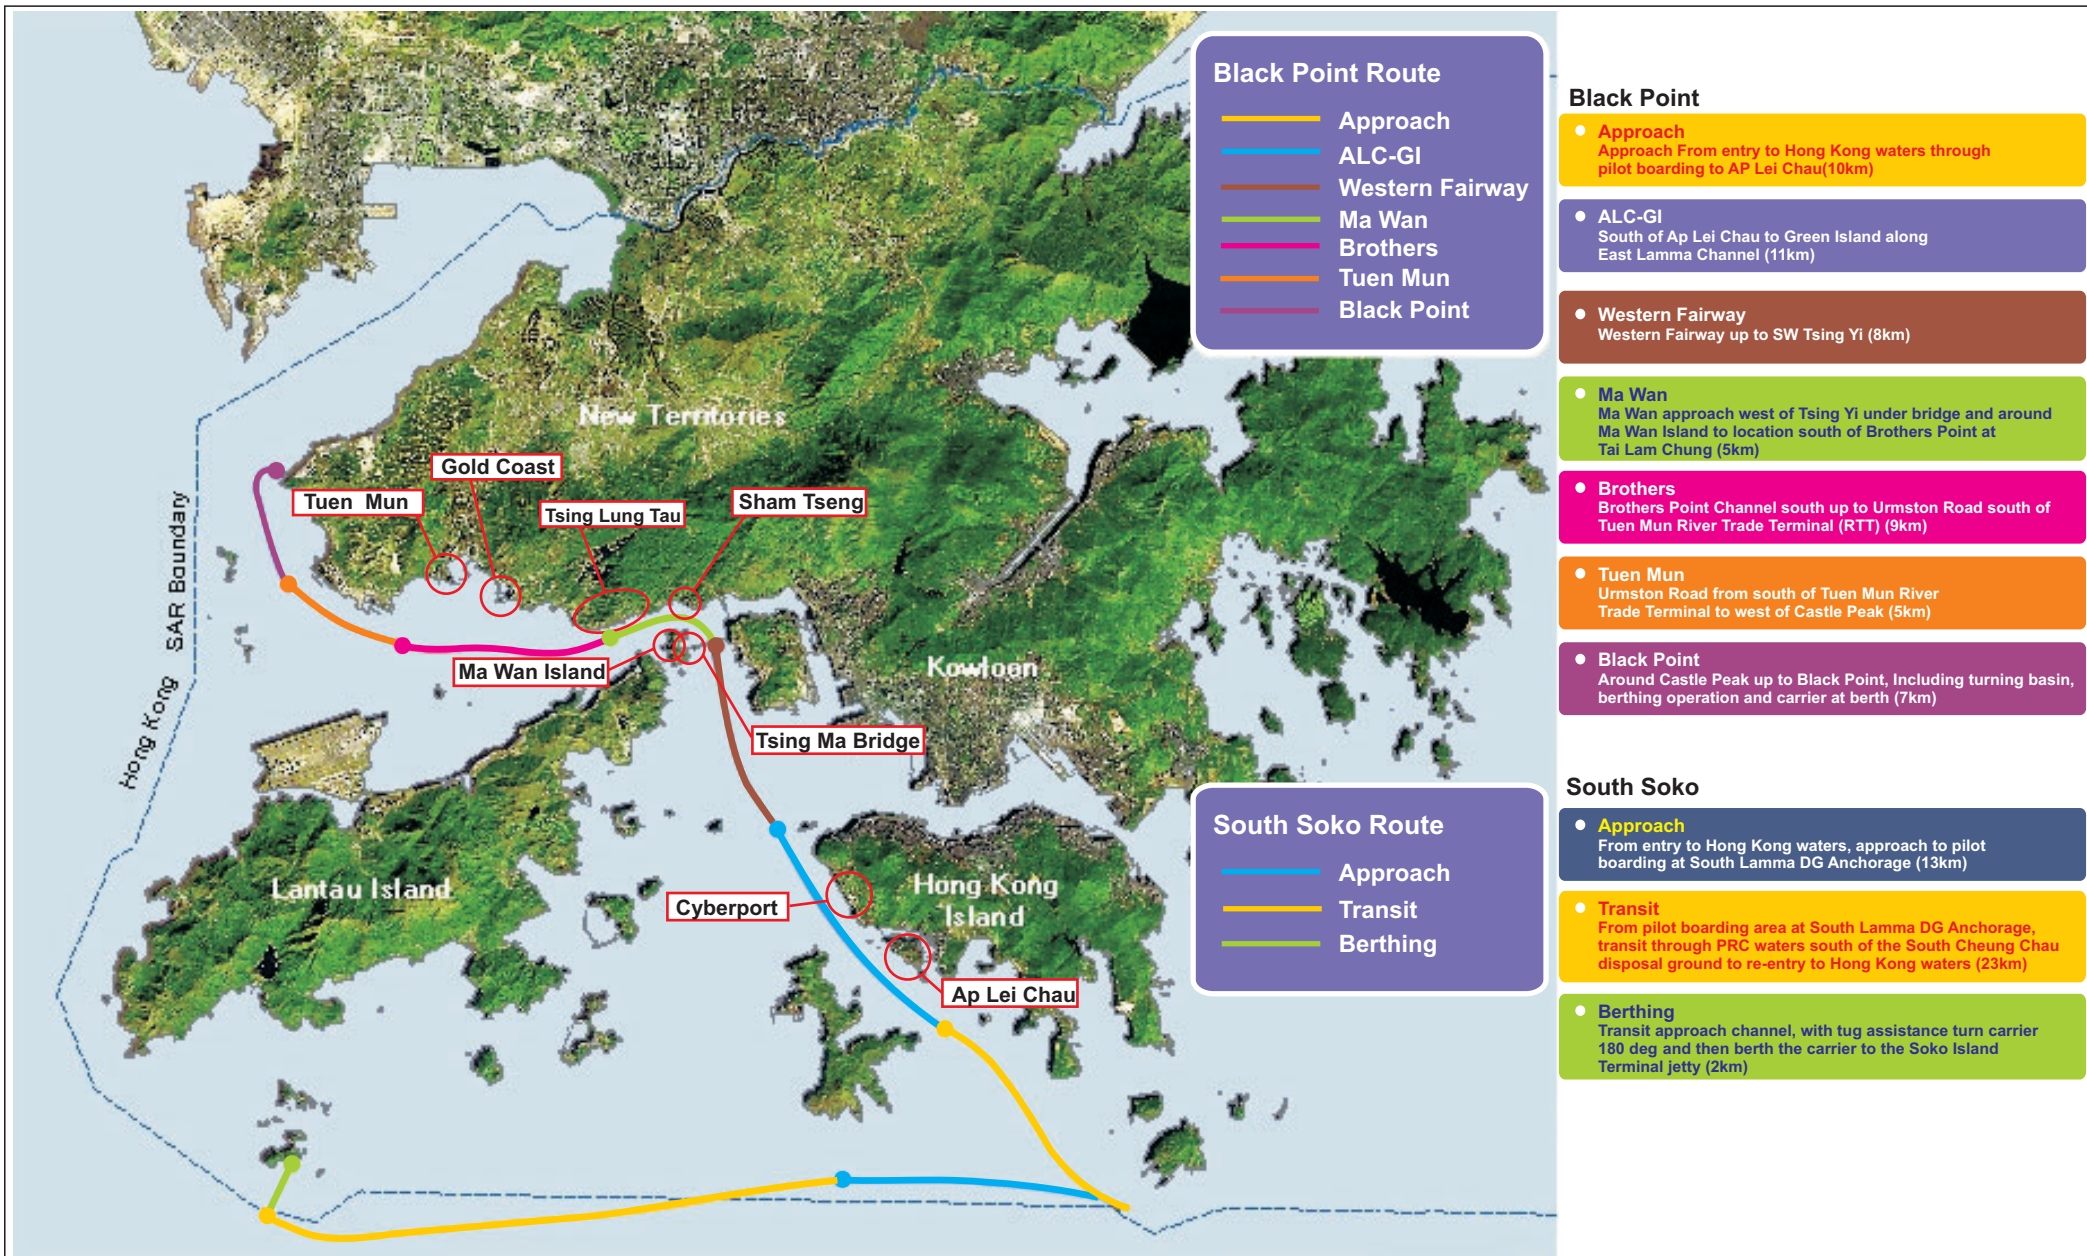 Black Point Route
Approach
ALC-GI
Western Fairway
Ma Wan
Brothers
Tuen Mun
Black Point
New Territories
Gold Coast
Tuen Mun
Tsing Lung Tau
Sham Tseng
Hong Kong SAR Boundary
Ma Wan Island
Kowloon
Tsing Ma Bridge
Lantau Island
Cyberport
Hong Kong
Island
Ap Lei Chau
South Soko Route
Approach
Transit
Berthing
Black Point
Approach
Approach From entry to Hong Kong waters through
pilot boarding to AP Lei Chau(10km)
ALC-GI
South of Ap Lei Chau to Green Island along
East Lamma Channel (11km)
Western Fairway
Western Fairway up to SW Tsing Yi (8km)
Ma Wan
Ma Wan approach west of Tsing Yi under bridge and around
Ma Wan Island to location south of Brothers Point at
Tai Lam Chung (5km)
Brothers
Brothers Point Channel south up to Urmston Road south of
Tuen Mun River Trade Terminal (RTT) (9km)
Tuen Mun
Urmston Road from south of Tuen Mun River
Trade Terminal to west of Castle Peak (5km)
Black Point
Around Castle Peak up to Black Point, Including turning basin,
berthing operation and carrier at berth (7km)
South Soko
Approach
From entry to Hong Kong waters, approach to pilot
boarding at South Lamma DG Anchorage (13km)
Transit
From pilot boarding area at South Lamma DG Anchorage,
transit through PRC waters south of the South Cheung Chau
disposal ground to re-entry to Hong Kong waters (23km)
Berthing
Transit approach channel, with tug assistance turn carrier
180 deg and then berth the carrier to the Soko Island
Terminal jetty (2km)